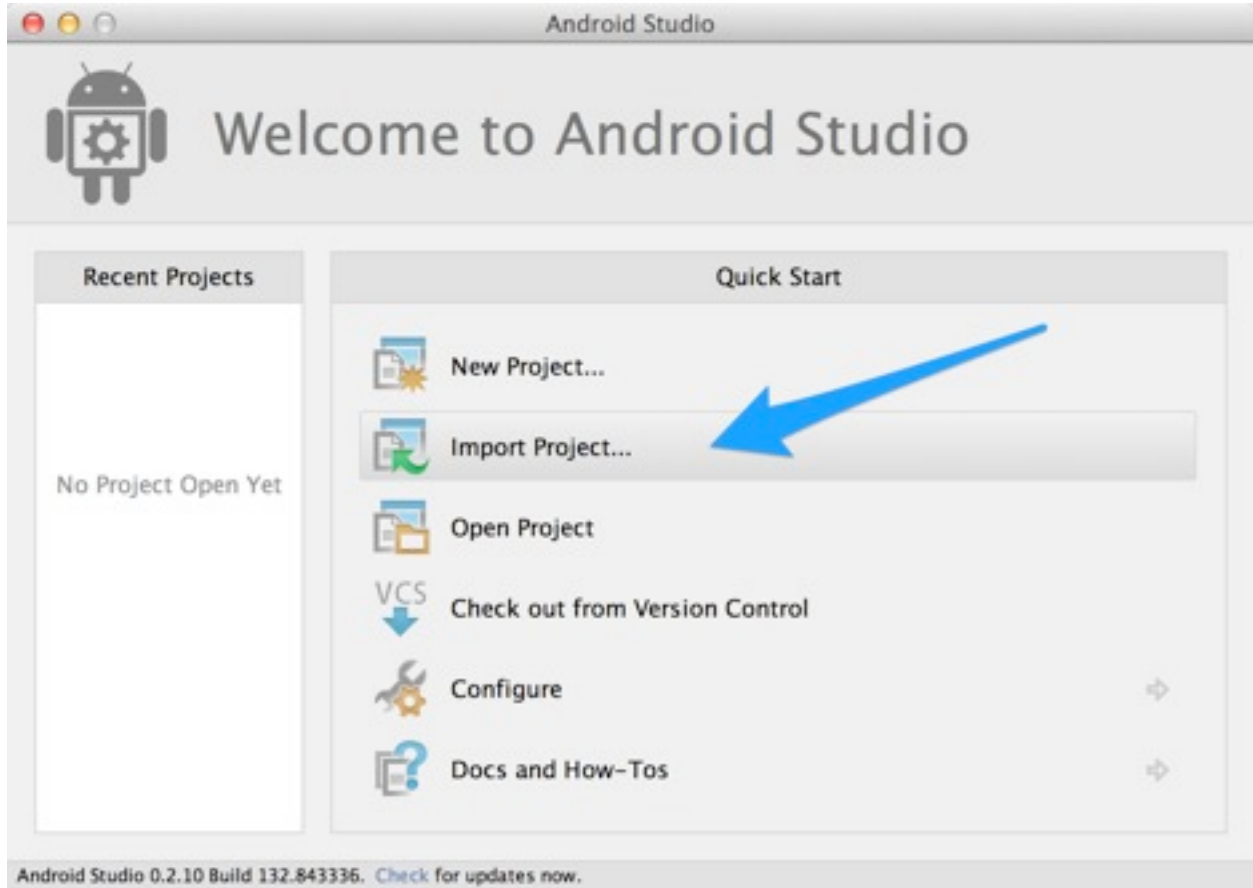 Android Studio
Welcome to Android Studio
Recent Projects
No Project Open Yet
Quick Start
New Project...
Import Project...
Open Project
VCS
Check out from Version Control
Configure
Docs and How-Tos
Android Studio 0.2.10 Build 132.843336. Check for updates now.